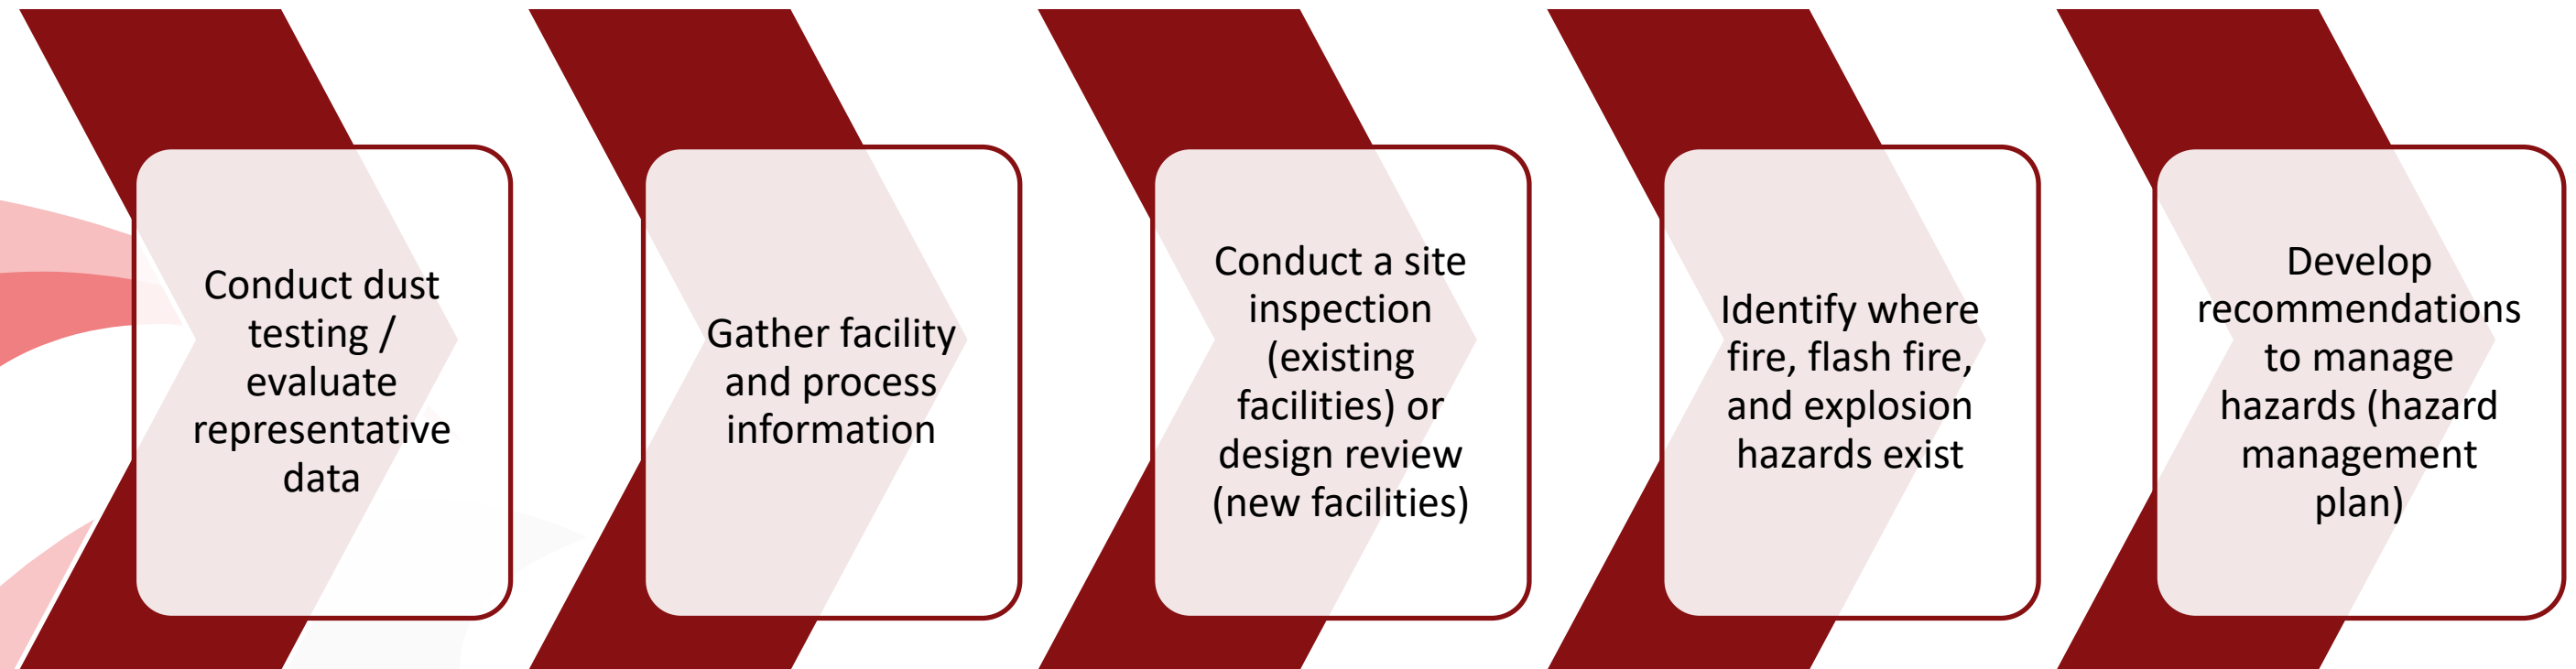 Conduct dust
testing /
evaluate
representative
data
Gather facility
and process
information
Conduct a site
inspection
(existing
facilities) or
design review
(new facilities)
Identify where
fire, flash fire,
and explosion
hazards exist
Develop
recommendations
to manage
hazards (hazard
management
plan)